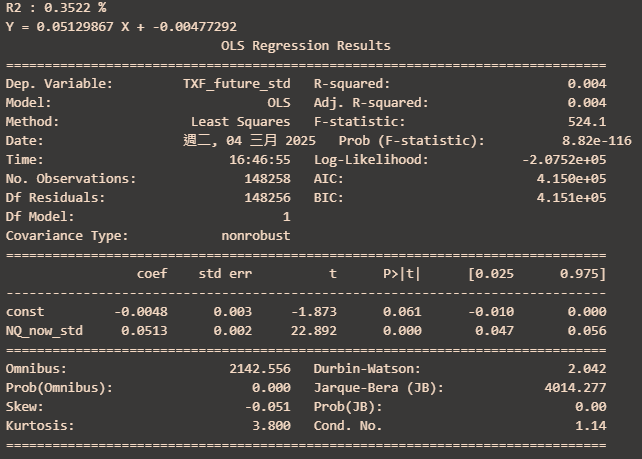 R2 : 0.3522 %
Y = 0.05129867 X + -0.00477292
                            OLS Regression Results
==============================================================================
Dep. Variable:         TXF_future_std   R-squared:                       0.004
Model:                            OLS   Adj. R-squared:                  0.004
Method:                 Least Squares   F-statistic:                     524.1
Date:                週二, 04 三月 2025   Prob (F-statistic):          8.82e-116
Time:                        16:46:55   Log-Likelihood:            -2.0752e+05
No. Observations:              148258   AIC:                         4.150e+05
Df Residuals:                  148256   BIC:                         4.151e+05
Df Model:                           1
Covariance Type:            nonrobust
==============================================================================
                 coef    std err          t      P>|t|      [0.025      0.975]
------------------------------------------------------------------------------
const         -0.0048      0.003     -1.873      0.061      -0.010       0.000
NQ_now_std     0.0513      0.002     22.892      0.000       0.047       0.056
==============================================================================
Omnibus:                     2142.556   Durbin-Watson:                   2.042
Prob(Omnibus):                  0.000   Jarque-Bera (JB):             4014.277
Skew:                          -0.051   Prob(JB):                         0.00
Kurtosis:                       3.800   Cond. No.                         1.14
==============================================================================